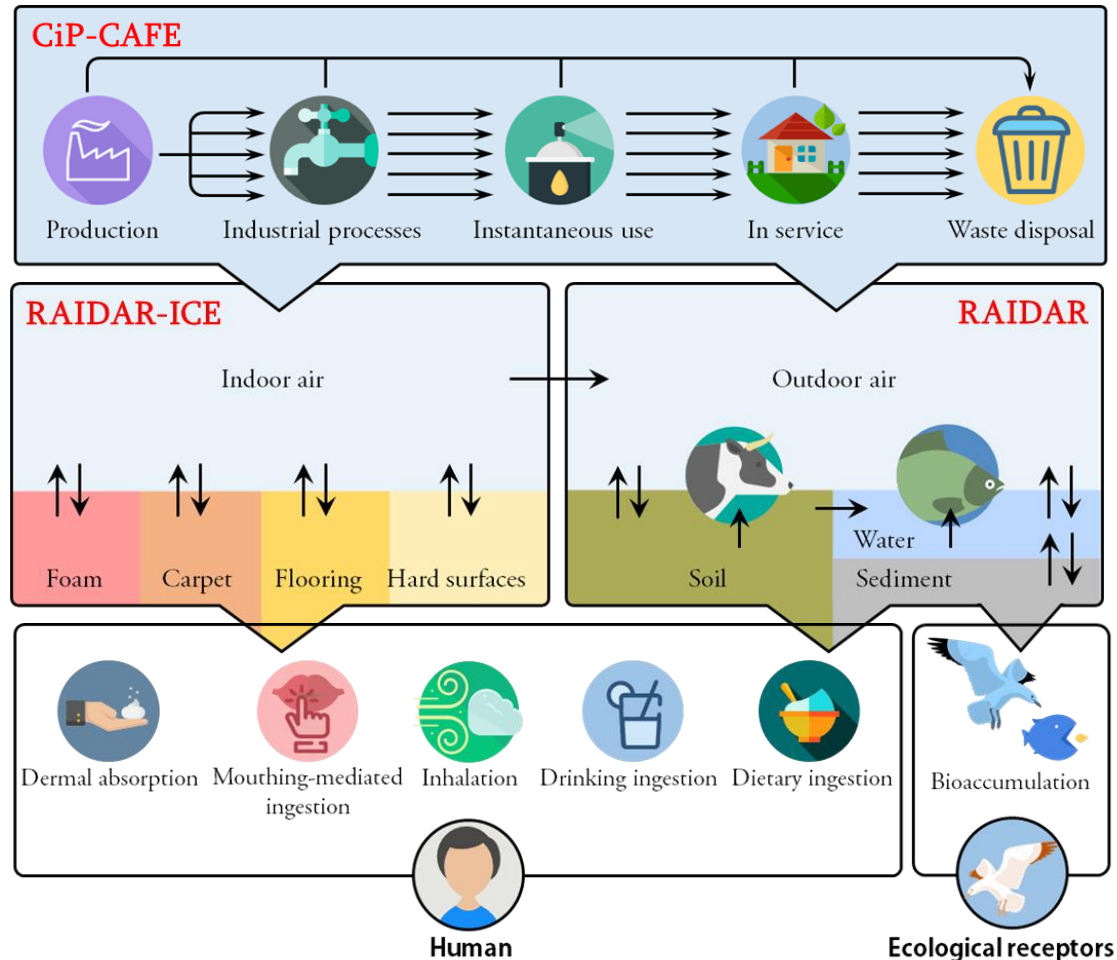 CiP-CAFE
Production
Industrial processes
Instantaneous use
In service
Waste disposal
RAIDAR-ICE
RAIDAR
Indoor air
Outdoor air
Foam
Carpet
Flooring
Hard surfaces
Soil
Water
Sediment
Dermal absorption
Mouthing-mediated
ingestion
Inhalation
Drinking ingestion
Dietary ingestion
Bioaccumulation
Human
Ecological receptors